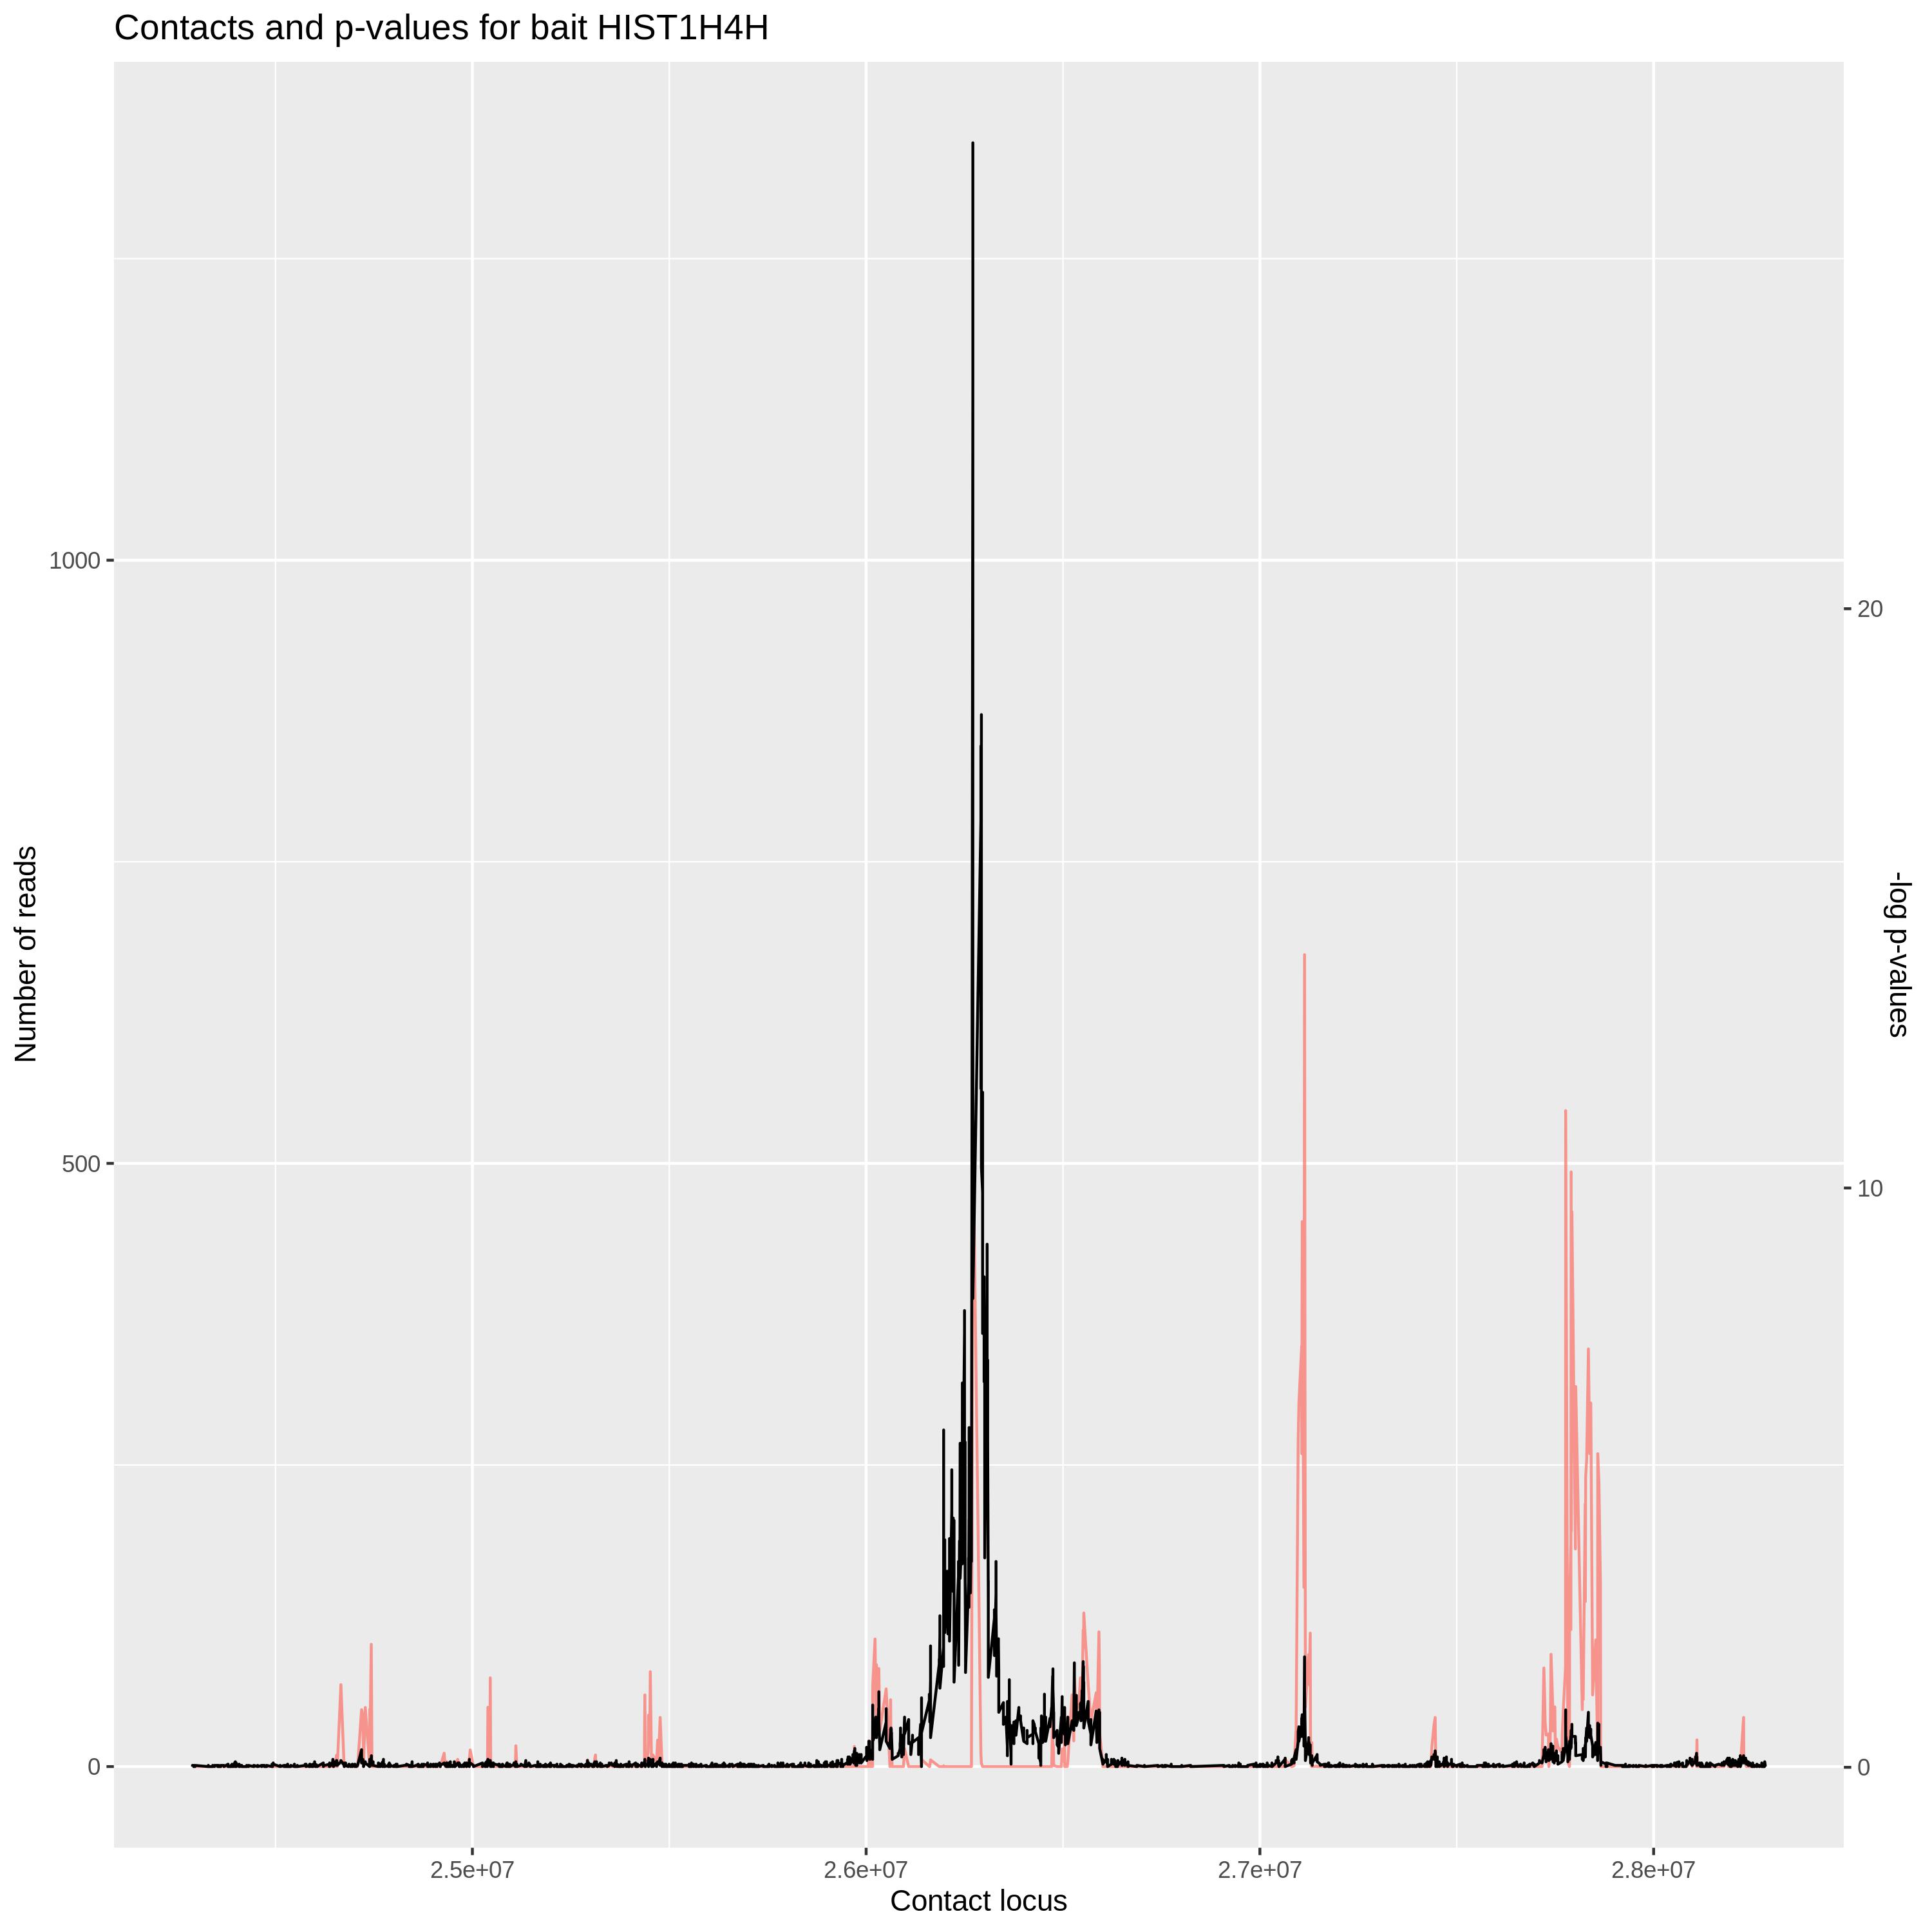 Contacts and p-values for bait HIST1H4H
1000
500
0
Number of reads
20
10
0
-log p-values
2.5e+07
2.6e+07
2.7e+07
2.8e+07
Contact locus